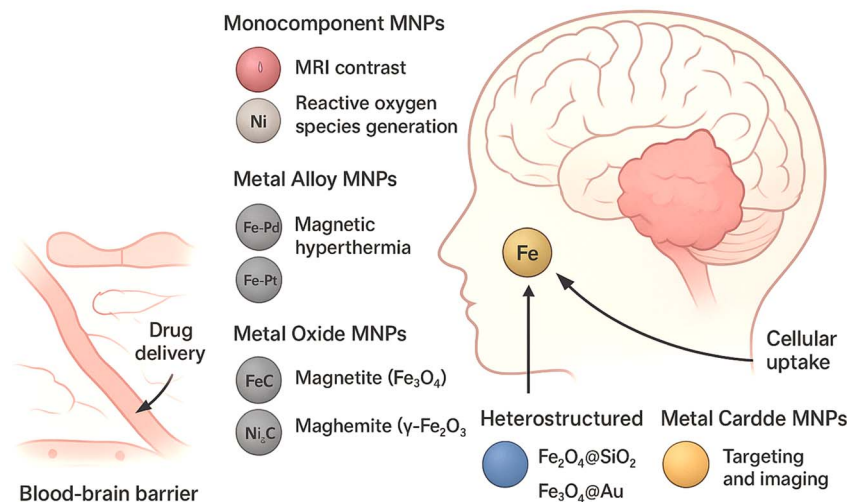 Monocomponent MNPs
MRI contrast
Ni
Reactive oxygen
species generation
Metal Alloy MNPs
Fe-Pd
Magnetic
hyperthermia
Fe-Pt
Metal Oxide MNPs
FeC
Magnetite (Fe₃O₄)
Maghemite (γ-Fe₂O₃
Drug
delivery
Blood-brain barrier
Fe
Cellular
uptake
Heterostructured
Fe₂O₄@SiO₂
Fe₃O₄@Au
Metal Cardde MNPs
Targeting
and imaging